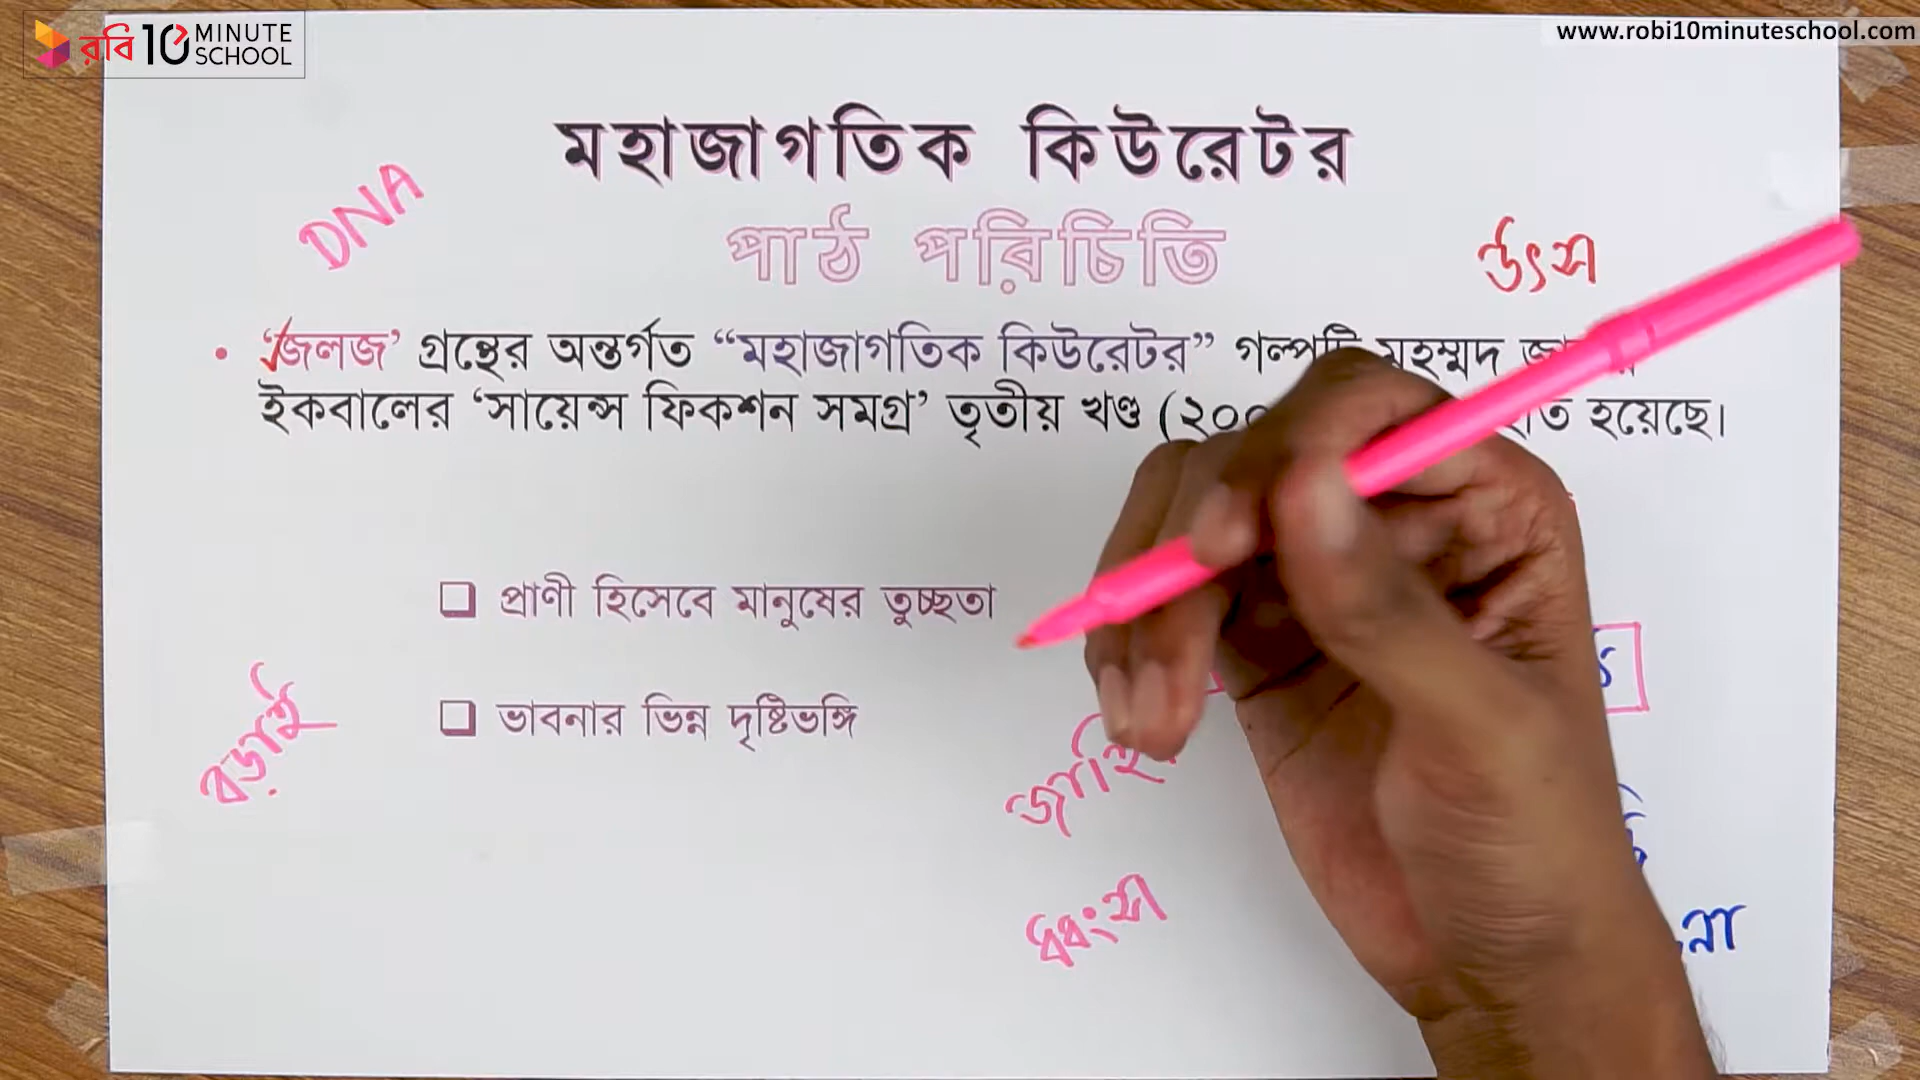 রবি 10 MINUTE SCHOOL
www.robi10minuteschool.com
মহাজাগতিক কিউরেটর
DNA
পাঠ পরিচিতি
উৎস
• ‘জলজ’ গ্রন্থের অন্তর্গত “মহাজাগতিক কিউরেটর” গল্পটি মুহম্মদ
ইকবালের ‘সায়েন্স ফিকশন সমগ্র’ তৃতীয় খণ্ড হয়েছে।
প্রাণী হিসেবে মানুষের তুচ্ছতা
বড়াই
ভাবনার ভিন্ন দৃষ্টিভঙ্গি
ধ্বংস